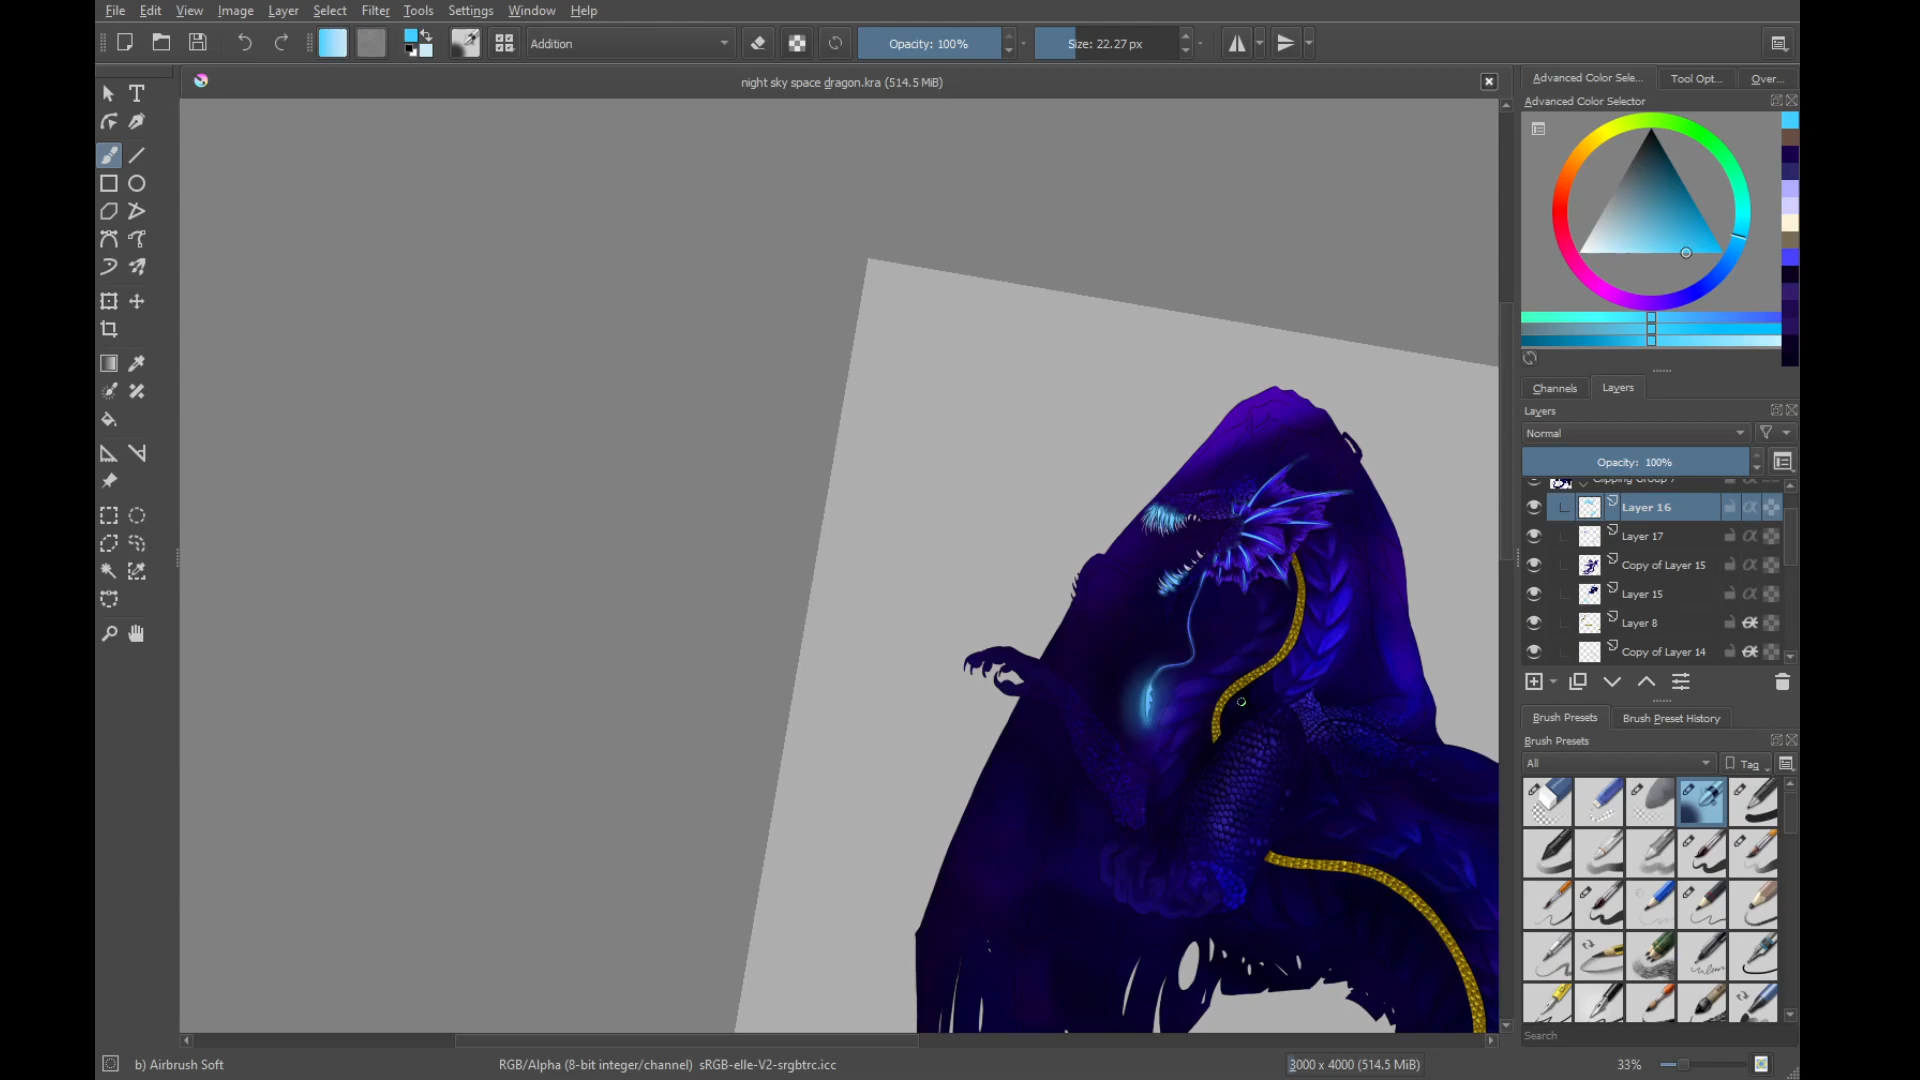 File Edit View Image Layer Select Filter Tools Settings Window Help
Addition Opacity: 100% Size: 22.27 px
night sky space dragon.kra (514.5 MiB)
Advanced Color Sele... Tool Opt... Over...
Advanced Color Selector
Channels Layers
Layers
Normal
Opacity: 100%
Clipping Group 7
Layer 16
Layer 17
Copy of Layer 15
Layer 15
Layer 8
Copy of Layer 14
Brush Presets Brush Preset History
Brush Presets
All Tag
Search
b) Airbrush Soft RGB/Alpha (8-bit integer/channel) sRGB-elle-V2-srgbtrc.icc 3000 x 4000 (514.5 MiB) 33%